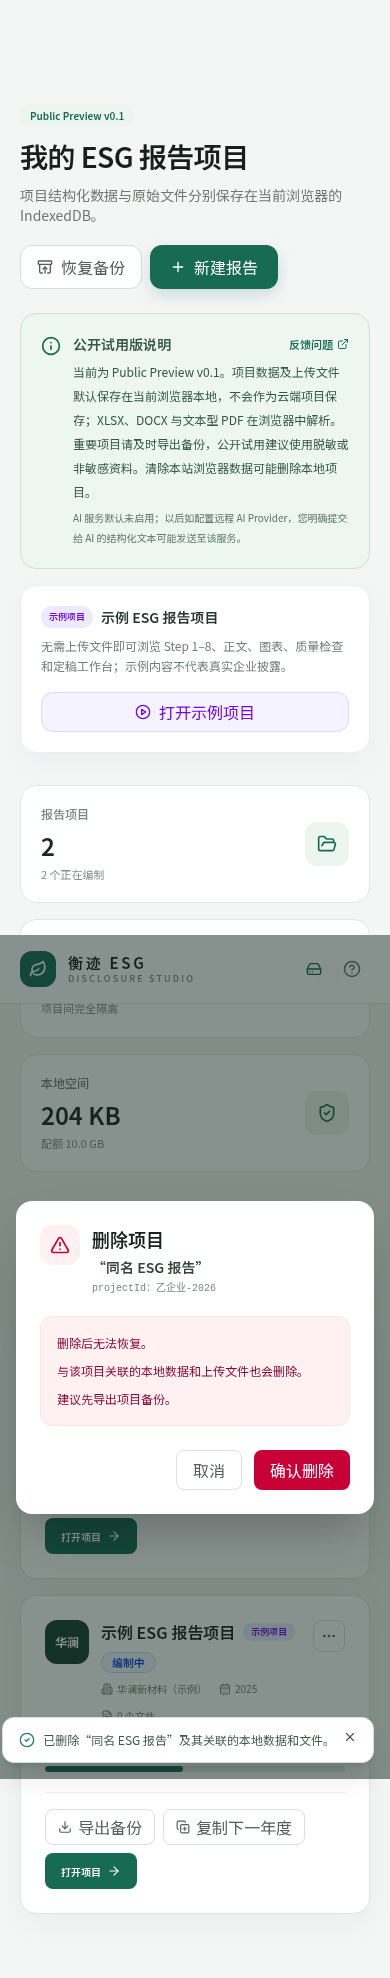 Public Preview v0.1
我的 ESG 报告项目
项目结构化数据与原始文件分别保存在当前浏览器的
IndexedDB。
恢复备份
新建报告
公开试用版说明
反馈问题
当前为 Public Preview v0.1。项目数据及上传文件
默认保存在当前浏览器本地，不会作为云端项目保
存；XLSX、DOCX 与文本型 PDF 在浏览器中解析。
重要项目请及时导出备份，公开试用建议使用脱敏或
非敏感资料。清除本站浏览器数据可能删除本地项
目。
AI 服务默认未启用；以后如配置远程 AI Provider，您明确提交
给 AI 的结构化文本可能发送至该服务。
示例项目
示例 ESG 报告项目
无需上传文件即可浏览 Step 1–8、正文、图表、质量检查
和定稿工作台；示例内容不代表真实企业披露。
打开示例项目
报告项目
2
2 个正在编制
衡迹 ESG
DISCLOSURE STUDIO
项目间完全隔离
本地空间
204 KB
配额 10.0 GB
删除项目
“同名 ESG 报告”
projectId: 乙企业-2026
删除后无法恢复。
与该项目关联的本地数据和上传文件也会删除。
建议先导出项目备份。
取消
确认删除
打开项目
华澜
示例 ESG 报告项目
示例项目
编制中
华澜新材料（示例）
2025
0 个文件
已删除“同名 ESG 报告”及其关联的本地数据和文件。
导出备份
复制下一年度
打开项目